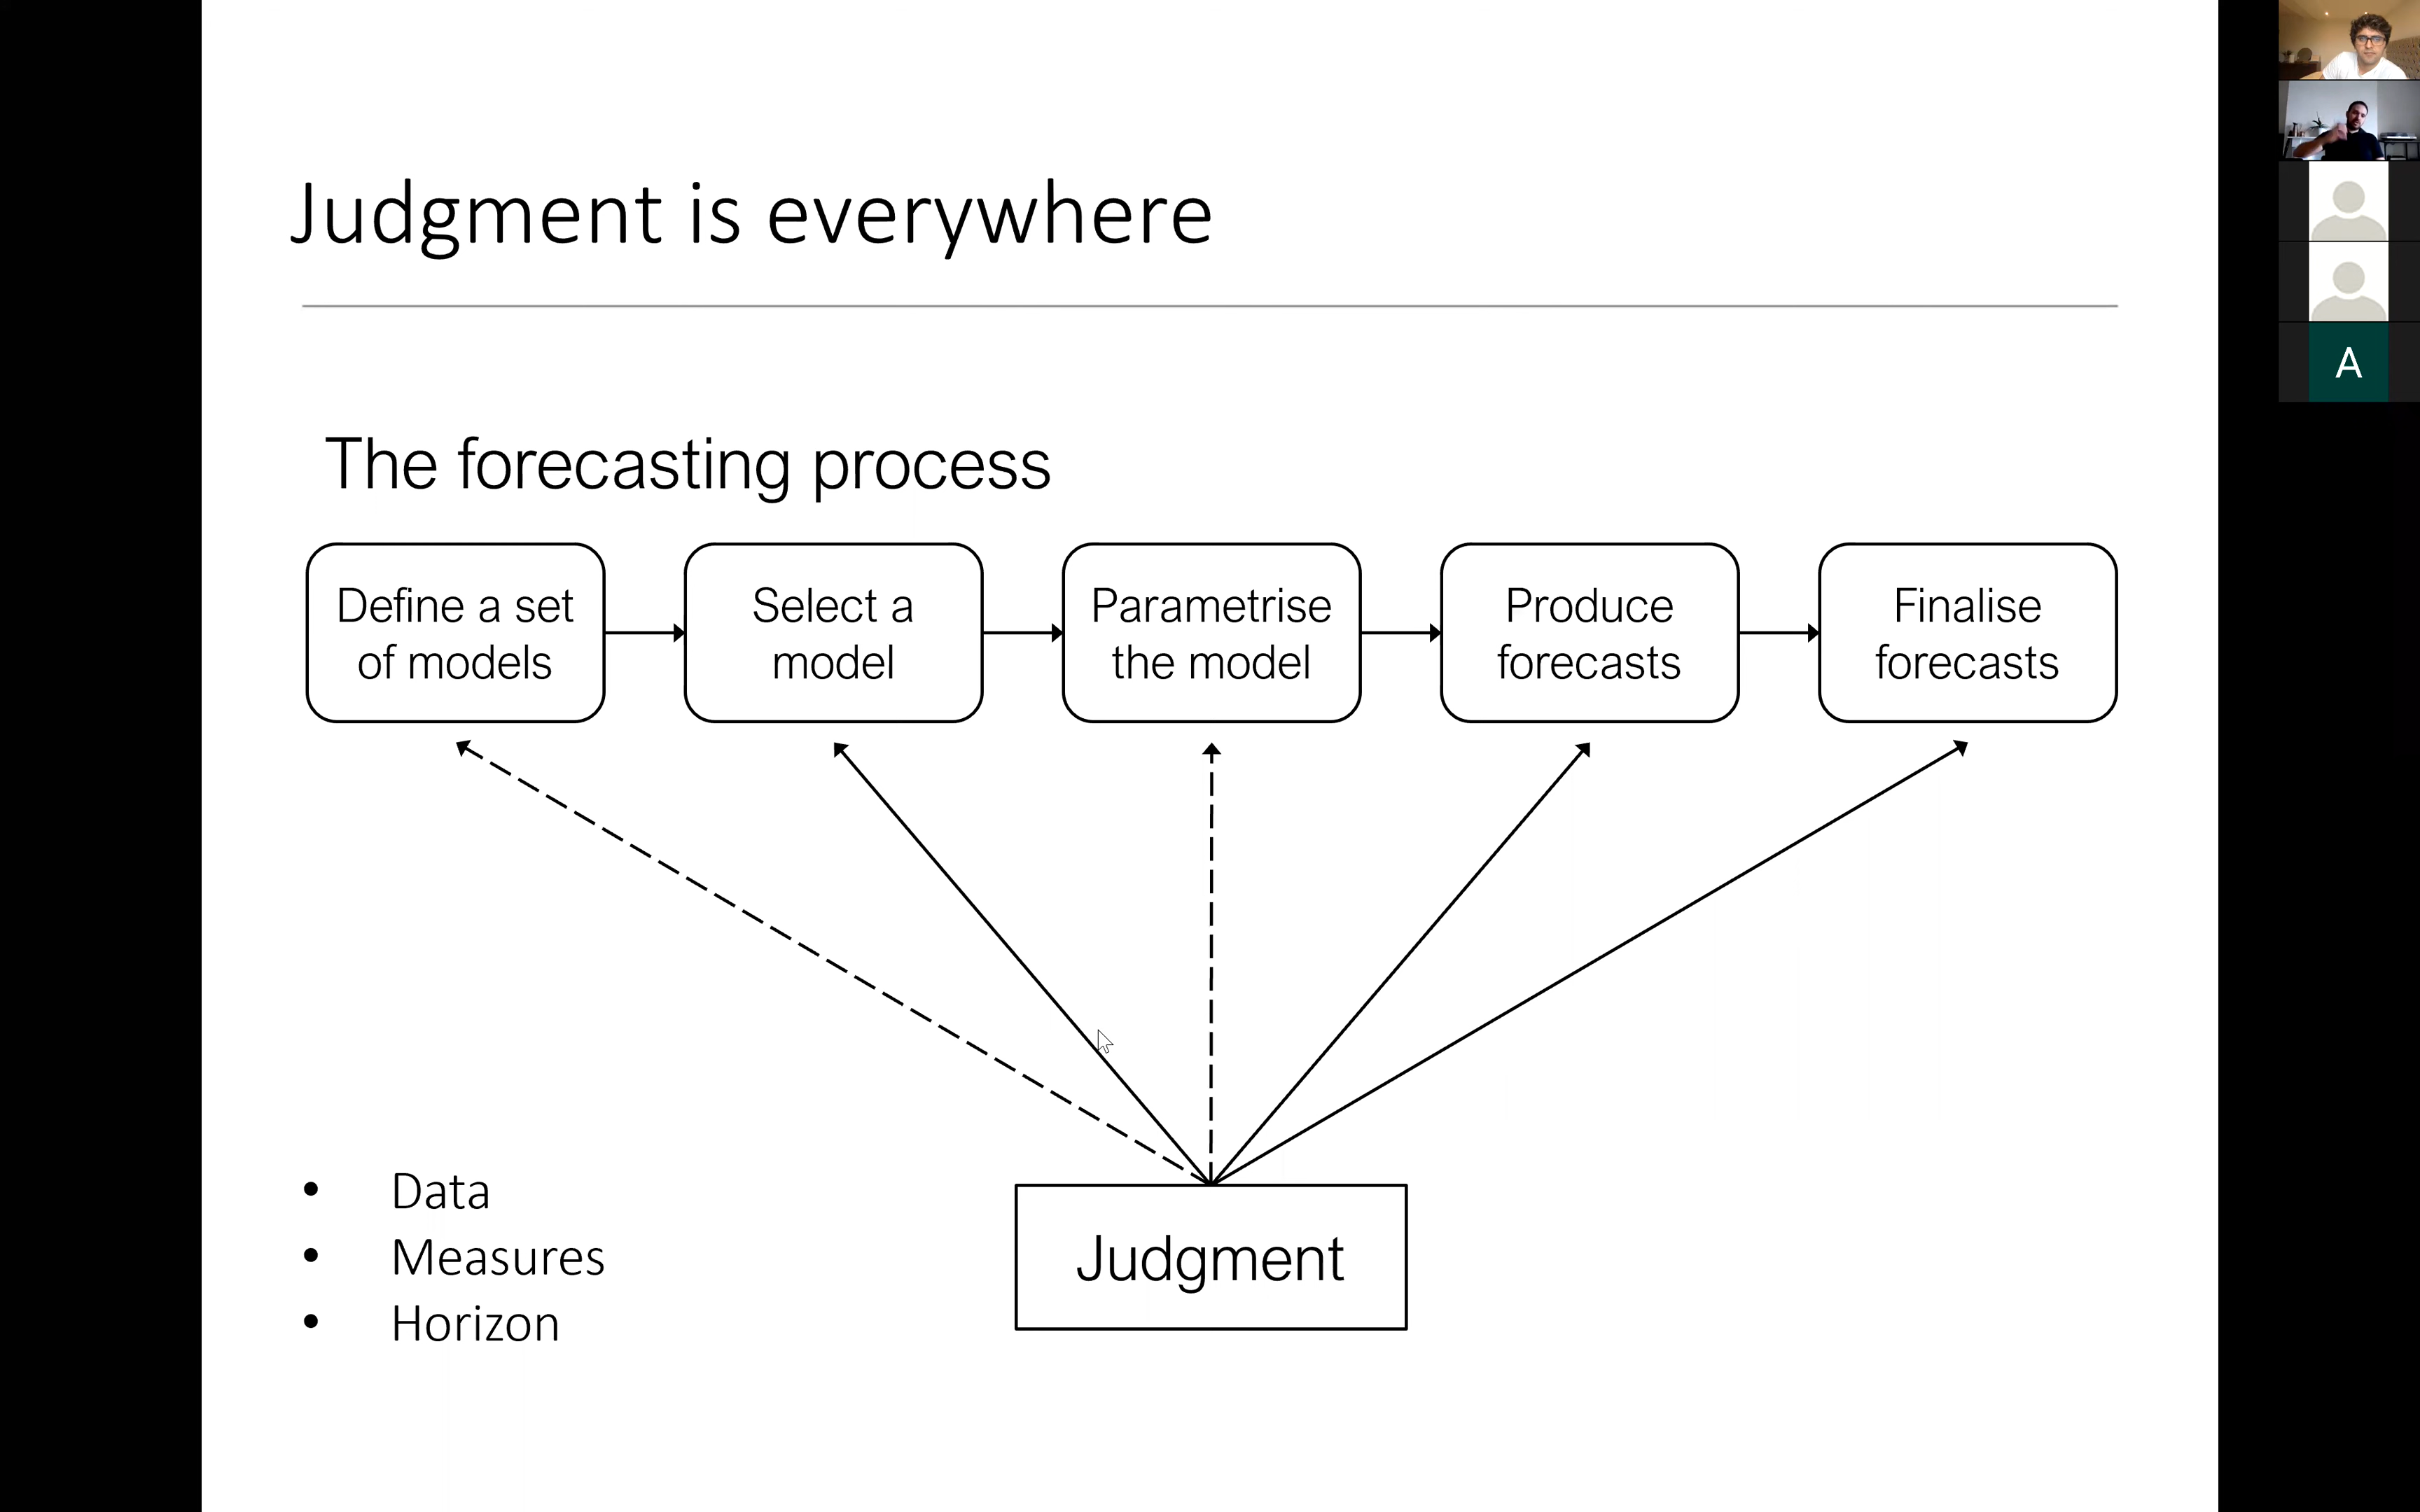 Judgment is everywhere
The forecasting process
Define a set
of models
Select a
model
Parametrise
the model
Produce
forecasts
Finalise
forecasts
Data
Measures
Horizon
Judgment
A